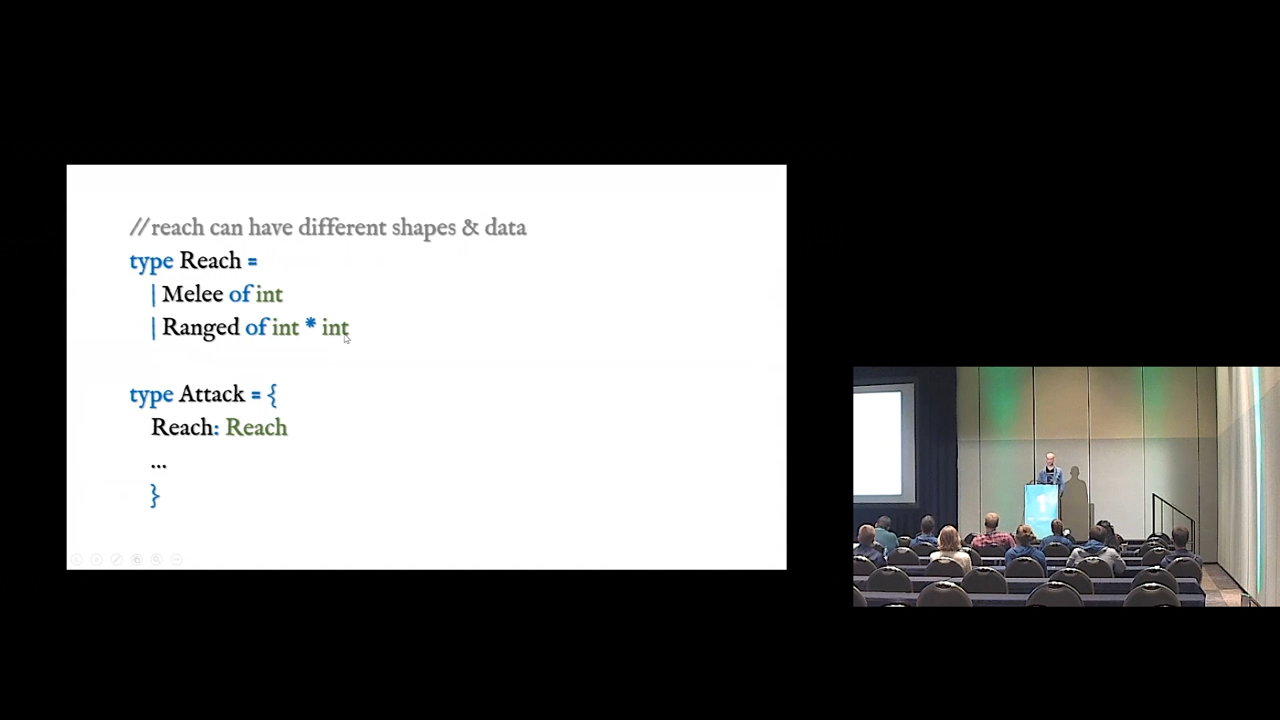 //reach can have different shapes & data
type Reach =
| Melee of int
| Ranged of int * int
type Attack = {
Reach: Reach
...
}